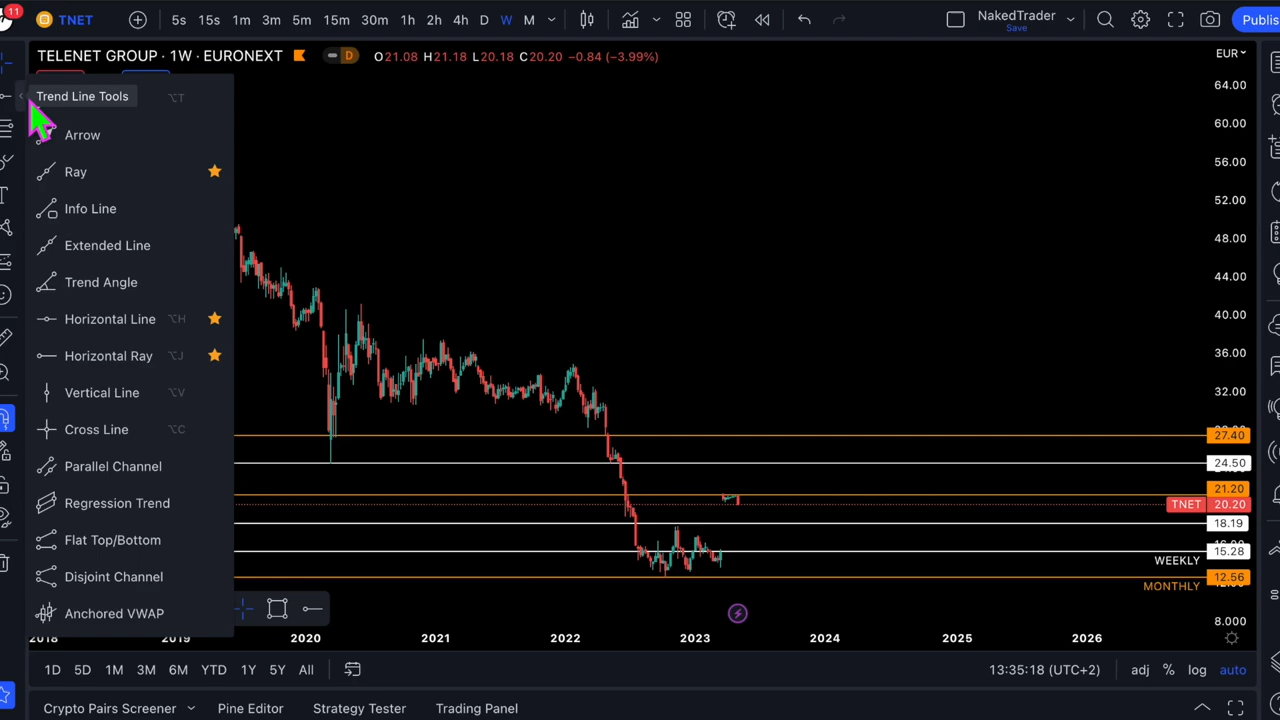 11
TNET
5s 15s 1m 3m 5m 15m 30m 1h 2h 4h D W M
NakedTrader
Save
Publis
TELENET GROUP · 1W · EURONEXT
D
O21.08 H21.18 L20.18 C20.20 −0.84 (−3.99%)
EUR
Trend Line Tools
⌥T
Arrow
Ray
Info Line
Extended Line
Trend Angle
Horizontal Line ⌥H
Horizontal Ray ⌥J
Vertical Line ⌥V
Cross Line ⌥C
Parallel Channel
Regression Trend
Flat Top/Bottom
Disjoint Channel
Anchored VWAP
64.00
60.00
56.00
52.00
48.00
44.00
40.00
36.00
32.00
27.40
24.50
21.20
TNET 20.20
18.19
15.28
WEEKLY
12.56
MONTHLY
8.000
2018 2019 2020 2021 2022 2023 2024 2025 2026
1D 5D 1M 3M 6M YTD 1Y 5Y All
13:35:18 (UTC+2)
adj % log auto
Crypto Pairs Screener
Pine Editor
Strategy Tester
Trading Panel